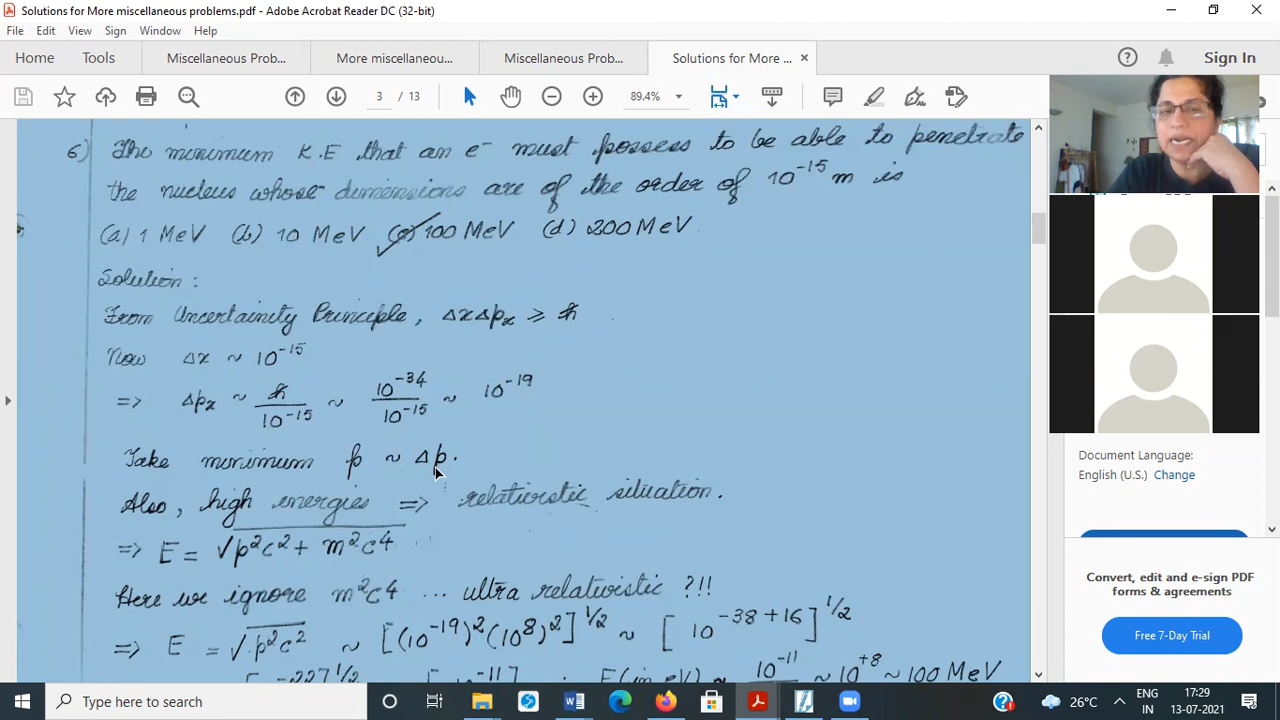 Solutions for More miscellaneous problems.pdf - Adobe Acrobat Reader DC (32-bit)
File Edit View Sign Window Help
Home Tools Miscellaneous Prob... More miscellannou... Miscellaneous Prob... Solutions for More ... × Sign In
3 / 13 89.4%
6) The minimum K.E that an e⁻ must possess to be able to penetrate
the nucleus whose dimensions are of the order of 10⁻¹⁵ m is
(a) 1 MeV (b) 10 MeV (c) 100 MeV (d) 200 MeV
Solution :
From Uncertainity Principle, Δx Δpₓ ≥ ħ
Now Δx ~ 10⁻¹⁵
=> Δpₓ ~ ħ/10⁻¹⁵ ~ 10⁻³⁴/10⁻¹⁵ ~ 10⁻¹⁹
Take minimum p ~ Δp.
Also, high energies => relativistic situation.
=> E = √p²c² + m²c⁴
Here we ignore m²c4 ... ultra relativistic ?!!
=> E = √p²c² ~ [(10⁻¹⁹)²(10⁸)²]^1/2 ~ [10^-38+16]^1/2
E (in eV) ~ 10⁻¹¹ ~ 10⁺⁸ ~ 100 MeV
Document Language:
English (U.S.) Change
Convert, edit and e-sign PDF
forms & agreements
Free 7-Day Trial
Type here to search
26°C
ENG
IN
17:29
13-07-2021